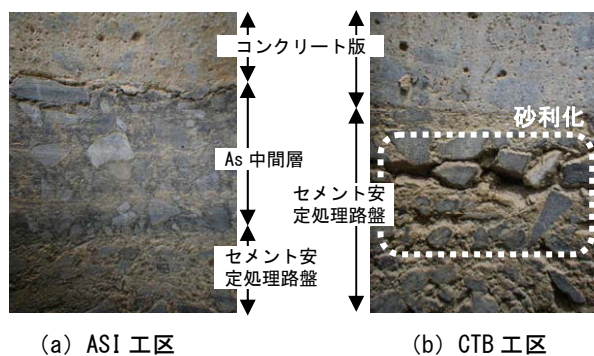 コンクリート版
As 中間層
セメント安
定処理路盤
砂利化
セメント安
定処理路盤
(a) ASI 工区
(b) CTB 工区